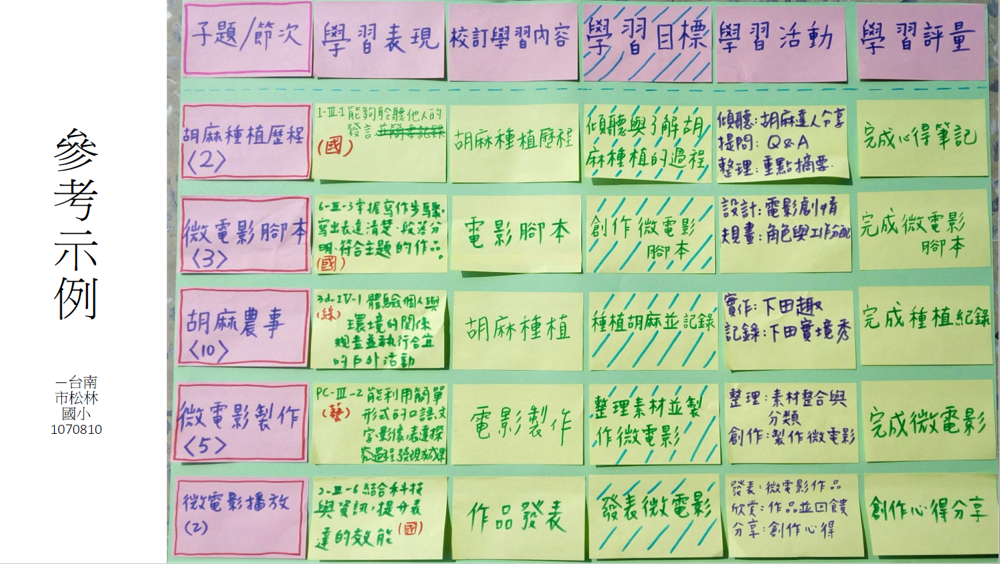 參考示例
－台南
市松林
國小
1070810
子題/節次
學習表現
校訂學習內容
學習目標
學習活動
學習評量
胡麻種植歷程
〈2〉
1-Ⅲ-1能夠聆聽他人的
發言並簡要記錄
(國)
胡麻種植歷程
傾聽與了解胡
麻種植的過程
傾聽:胡麻達人分享
提問: Q&A
整理:重點摘要
完成心得筆記
微電影腳本
〈3〉
6-Ⅲ-3掌握寫作步驟,
寫出表達清楚、段落分
明、符合主題的作品。
(國)
電影腳本
創作微電影
腳本
設計:電影劇情
規畫:角色與工作分配
完成微電影
腳本
胡麻農事
〈10〉
3d-IV-1 體驗個人與
(綜)
環境的關係
規畫並執行合宜
的戶外活動
胡麻種植
種植胡麻並記錄
實作:下田趣
記錄:下田實境秀
完成種植紀錄
微電影製作
〈5〉
PC-Ⅲ-2 能利用簡單
(藝)
形式的口語、文
字、影像,表達探
究過程、發現或成果
電影製作
整理素材並製
作微電影
整理:素材整合與
分類
創作:製作微電影
完成微電影
微電影播放
(2)
2-Ⅲ-6 結合科技
與資訊,提升表
達的效能
(國)
作品發表
發表微電影
發表:微電影作品
欣賞:作品並回饋
分享:創作心得
創作心得分享